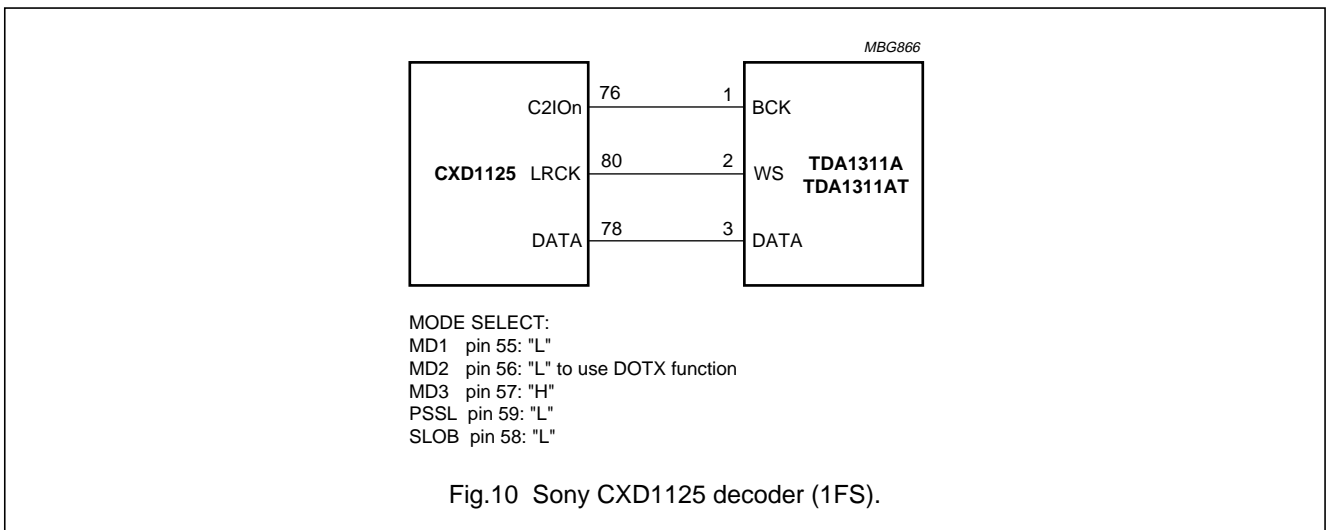 MBG866
C2IOn 76 1 BCK
CXD1125 LRCK 80 2 WS TDA1311A
TDA1311AT
DATA 78 3 DATA
MODE SELECT:
MD1 pin 55: "L"
MD2 pin 56: "L" to use DOTX function
MD3 pin 57: "H"
PSSL pin 59: "L"
SLOB pin 58: "L"
Fig.10 Sony CXD1125 decoder (1FS).